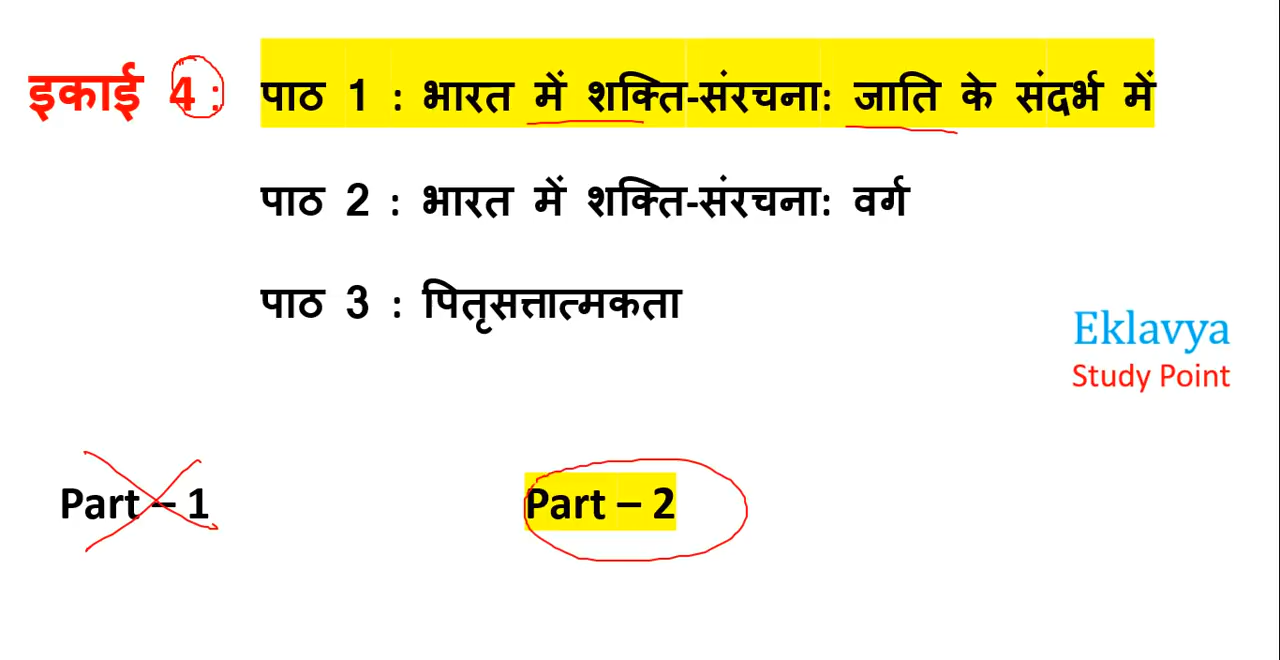 इकाई 4 : पाठ 1 : भारत में शक्ति-संरचना: जाति के संदर्भ में
पाठ 2 : भारत में शक्ति-संरचना: वर्ग
पाठ 3 : पितृसत्तात्मकता
Eklavya
Study Point
Part – 1 Part – 2